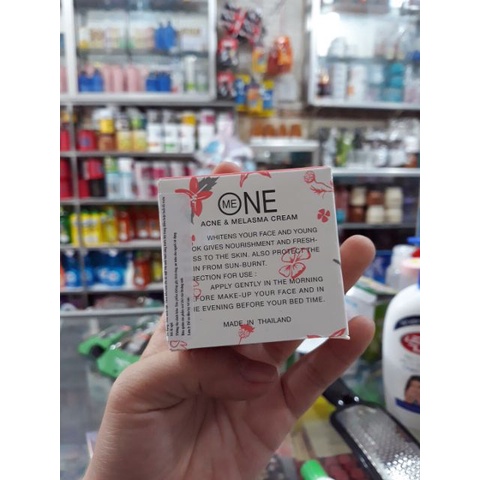 ME ONE
ACNE & MELASMA CREAM
WHITENS YOUR FACE AND YOUNG
OK GIVES NOURISHMENT AND FRESH-
SS TO THE SKIN. ALSO PROTECT THE
IN FROM SUN-BURNT.
ECTION FOR USE :
APPLY GENTLY IN THE MORNING
FORE MAKE-UP YOUR FACE AND IN
E EVENING BEFORE YOUR BED TIME.
MADE IN THAILAND